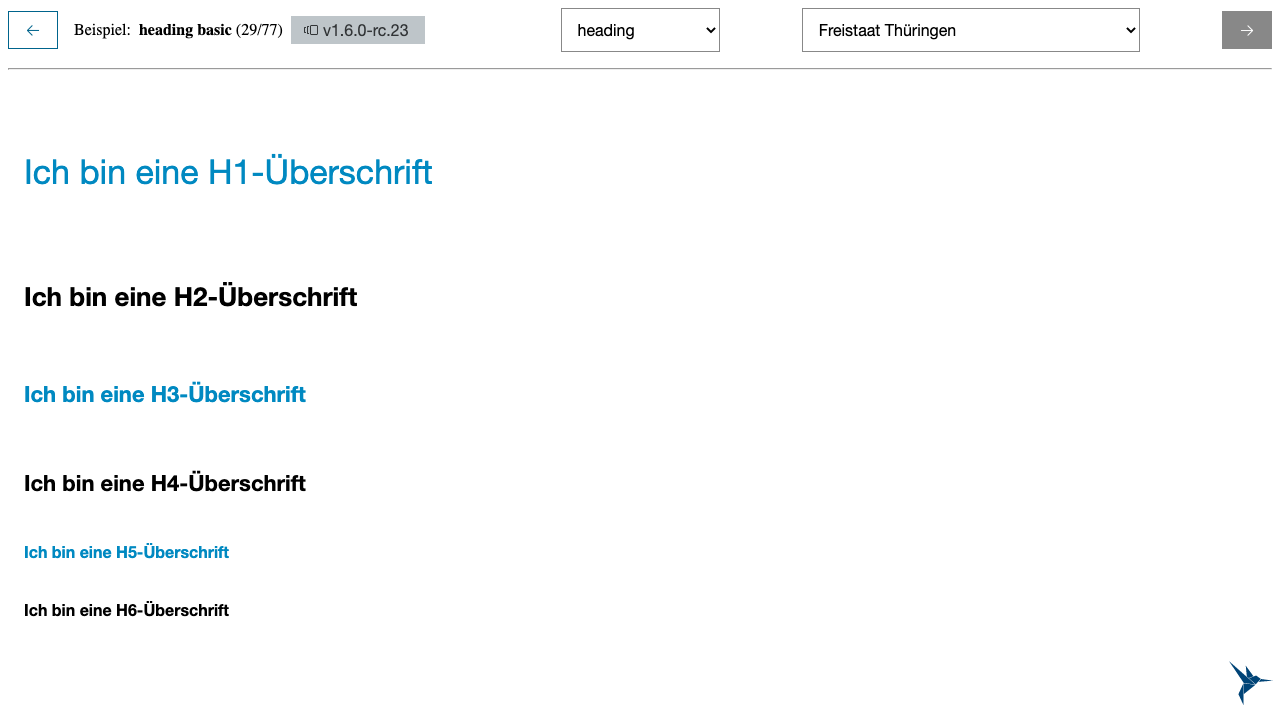 ← Beispiel: heading basic (29/77) v1.6.0-rc.23 heading Freistaat Thüringen →
Ich bin eine H1-Überschrift
Ich bin eine H2-Überschrift
Ich bin eine H3-Überschrift
Ich bin eine H4-Überschrift
Ich bin eine H5-Überschrift
Ich bin eine H6-Überschrift